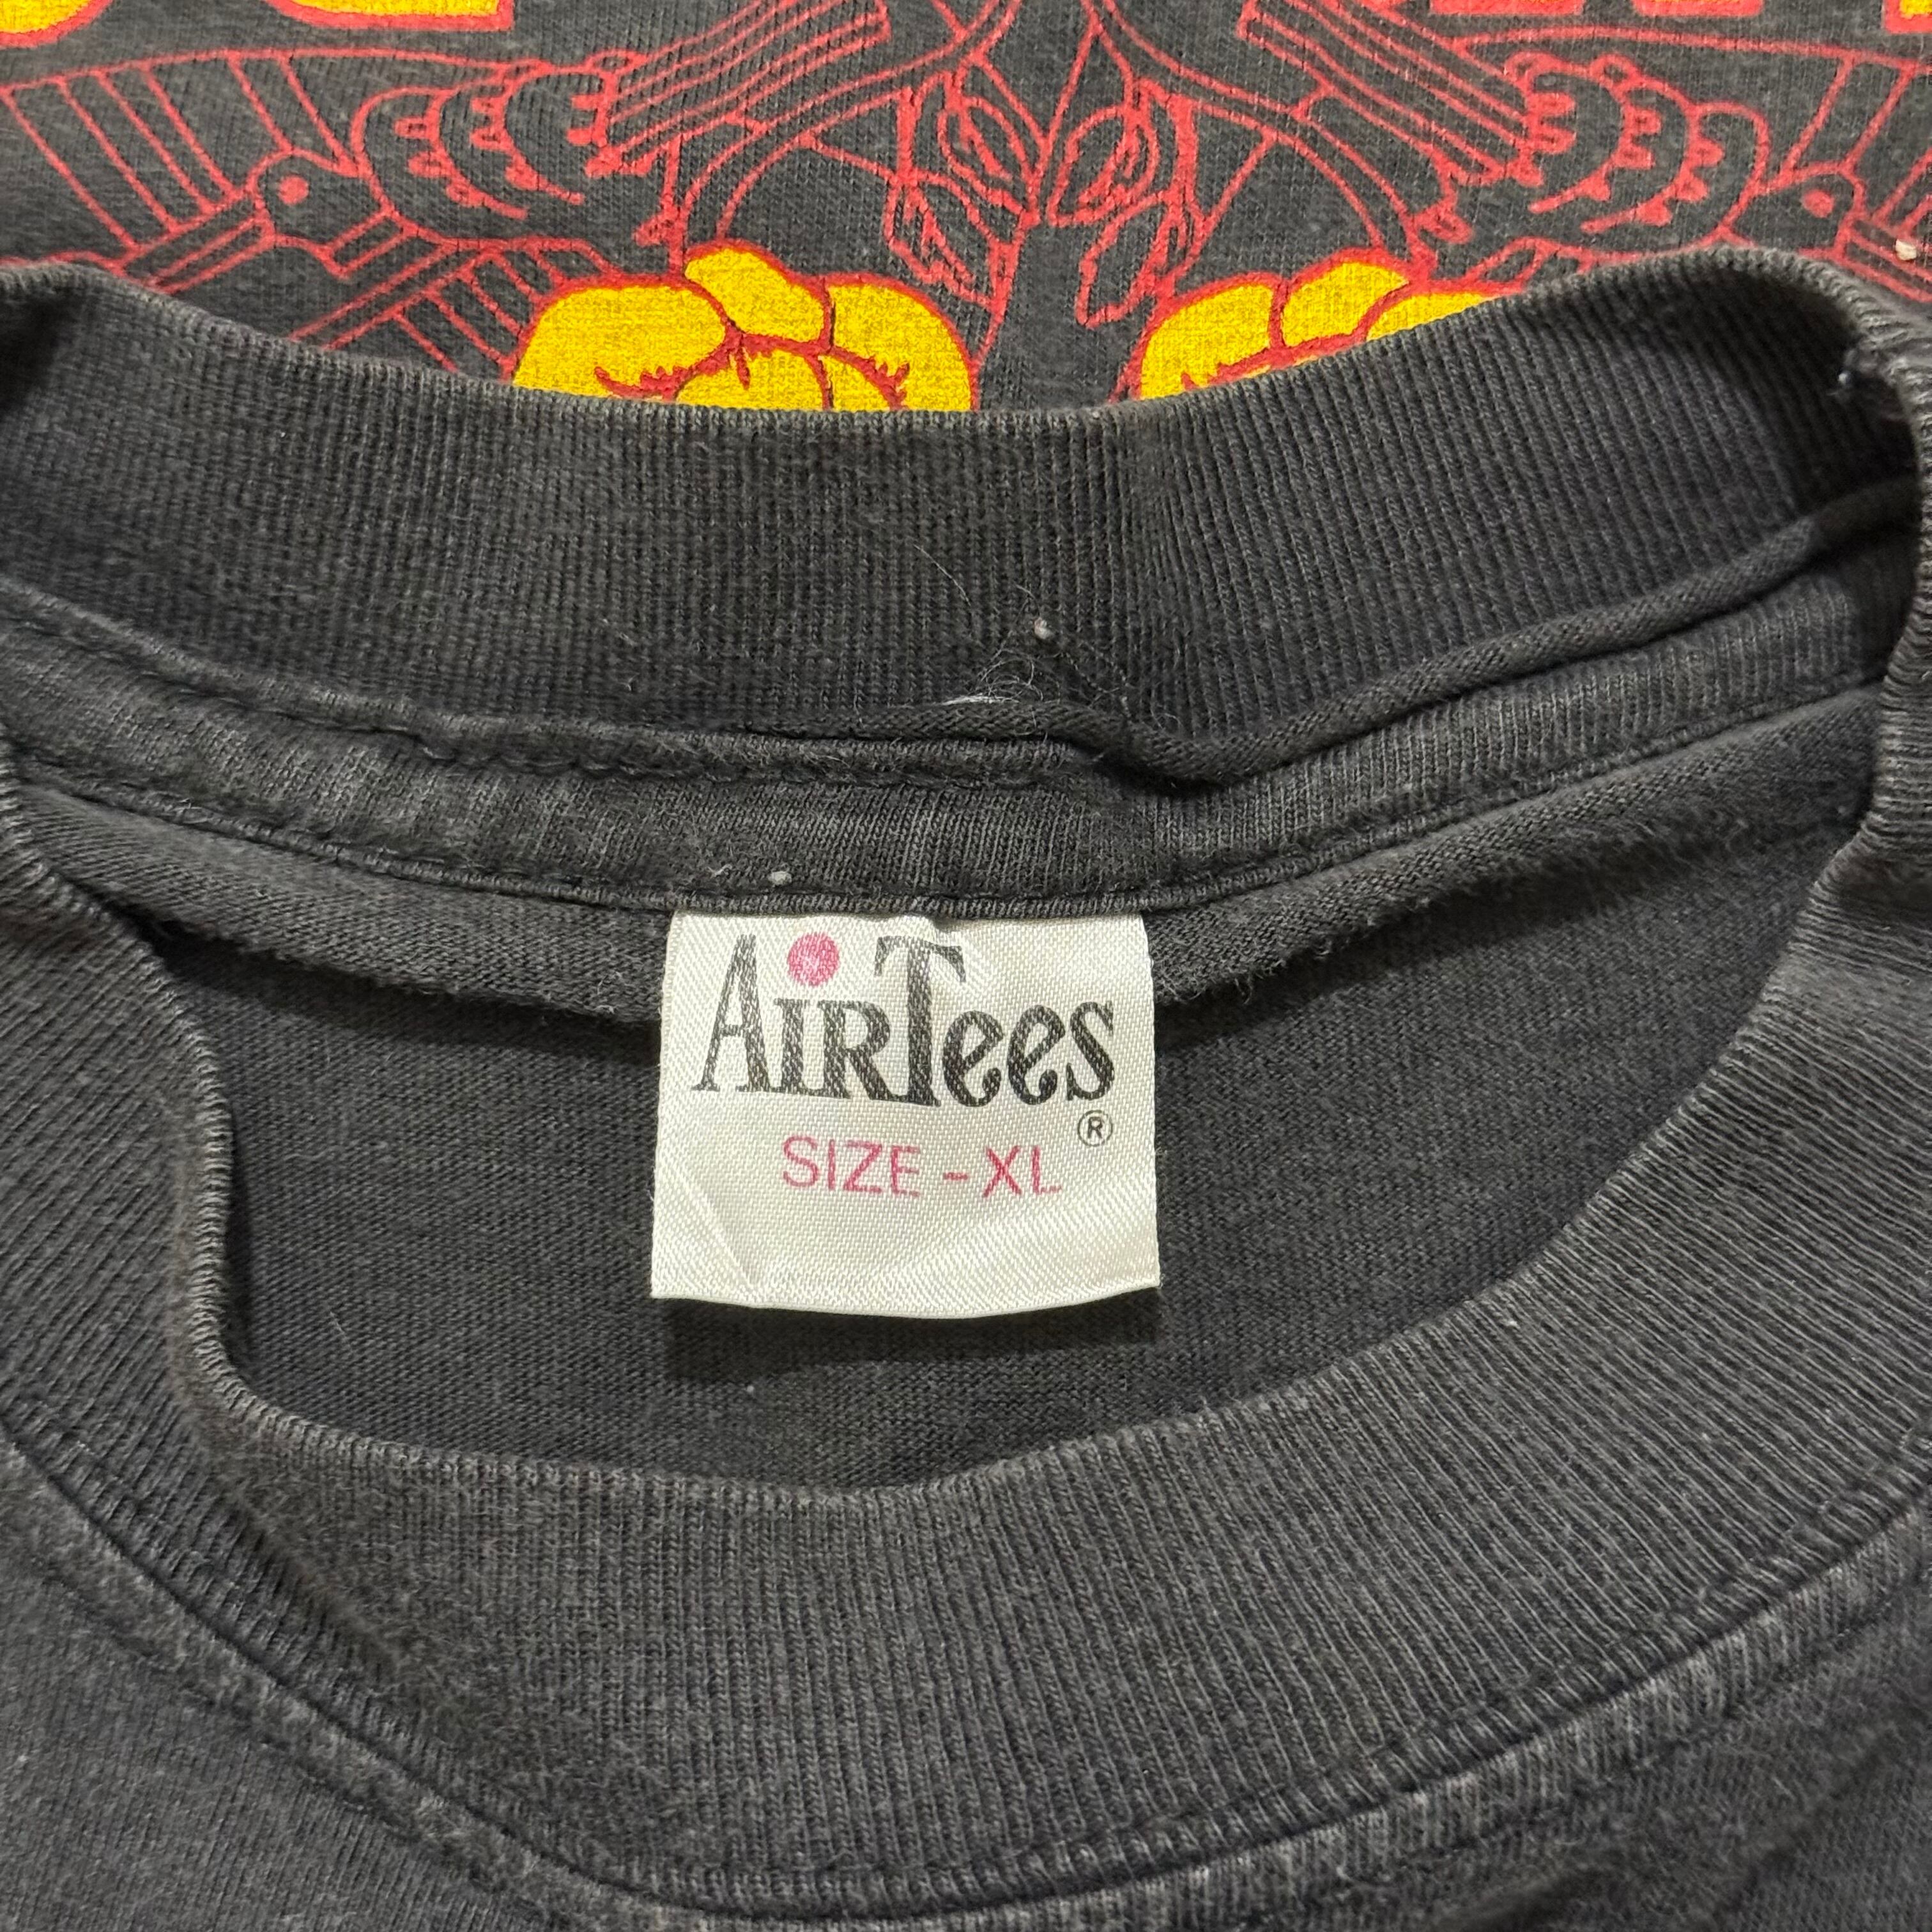 AirTees
®
SIZE - XL